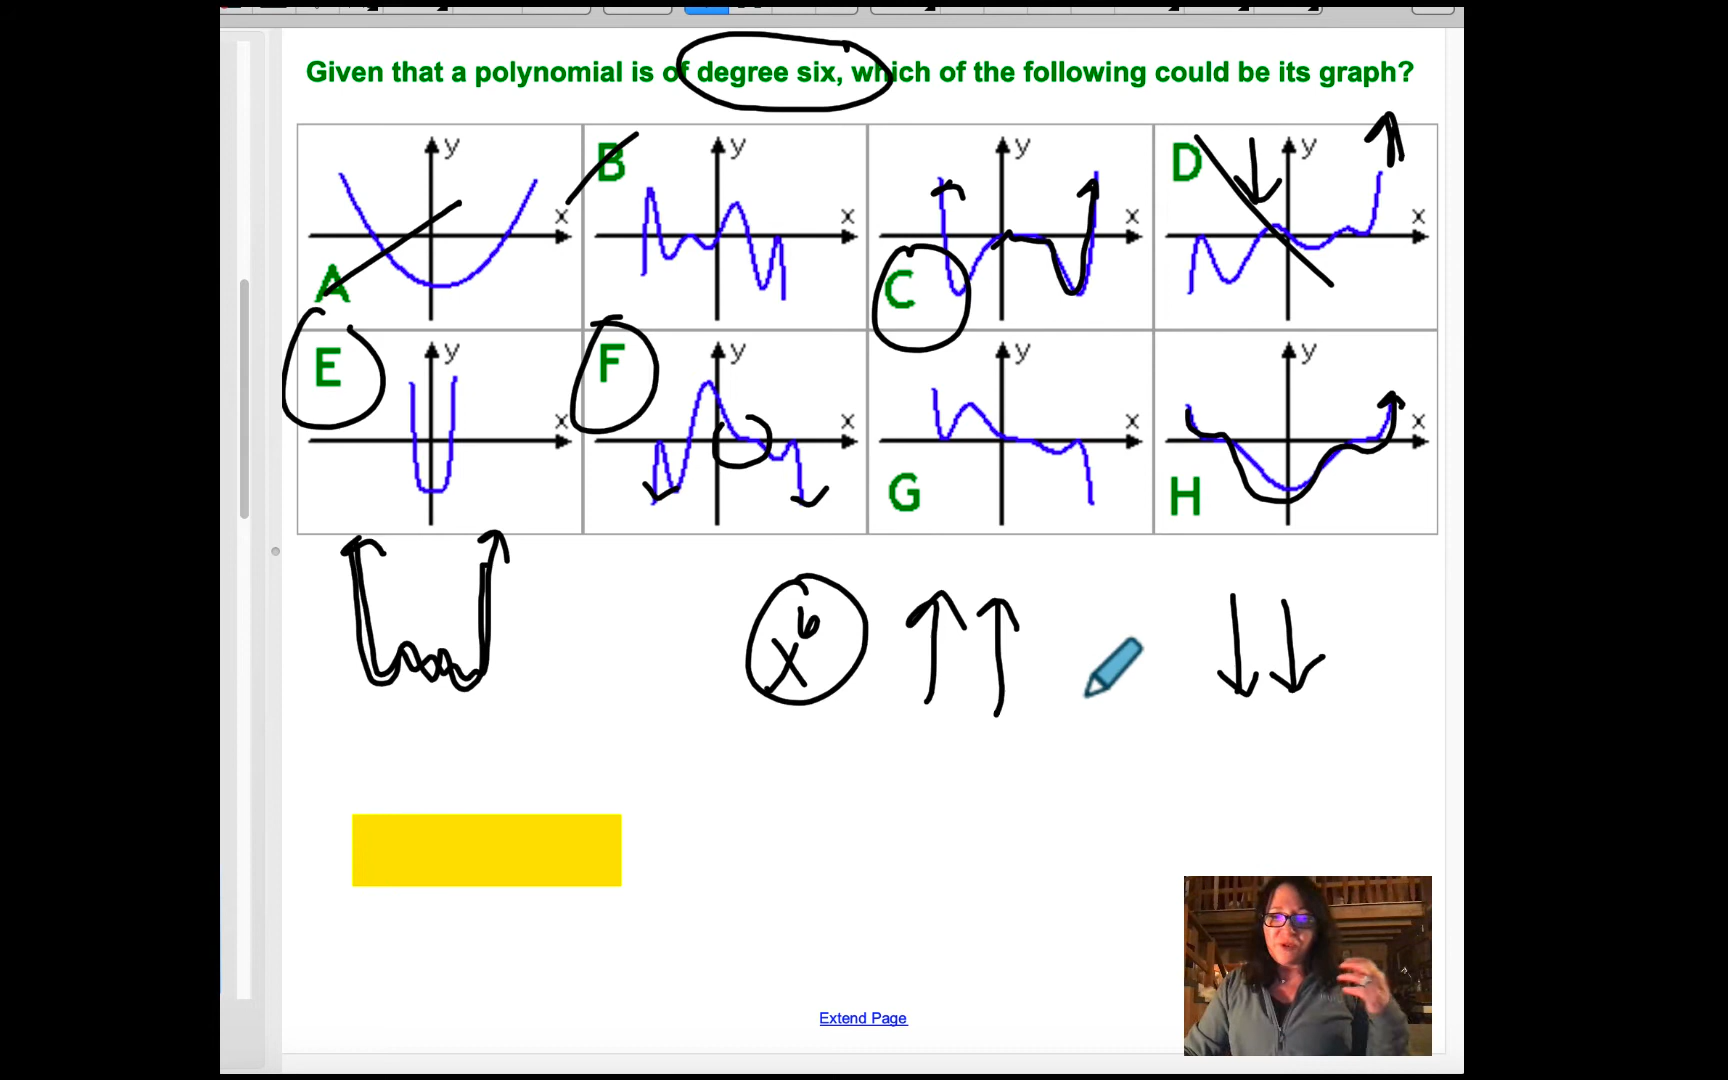 Given that a polynomial is of degree six, which of the following could be its graph?
A y x
B y x
C y x
D y x
E y x
F y x
G y x
H y x
x⁶
Extend Page